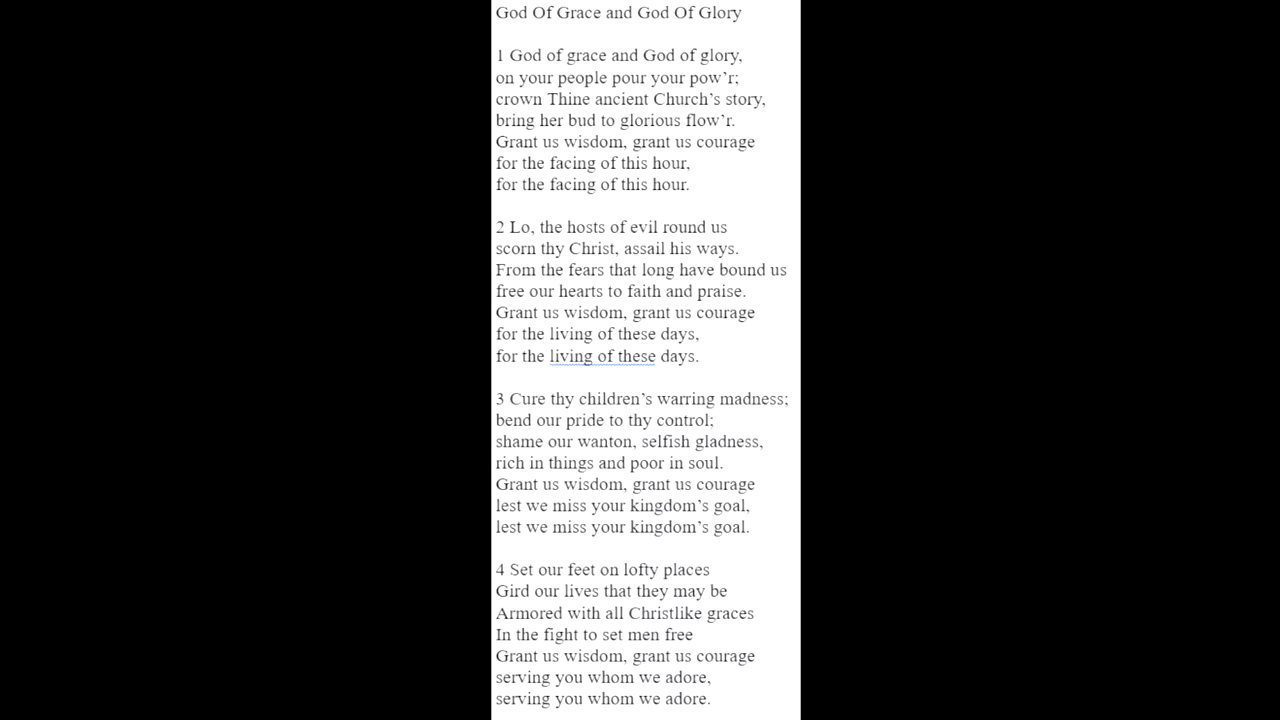 God Of Grace and God Of Glory
1 God of grace and God of glory,
on your people pour your pow’r;
crown Thine ancient Church’s story,
bring her bud to glorious flow’r.
Grant us wisdom, grant us courage
for the facing of this hour,
for the facing of this hour.
2 Lo, the hosts of evil round us
scorn thy Christ, assail his ways.
From the fears that long have bound us
free our hearts to faith and praise.
Grant us wisdom, grant us courage
for the living of these days,
for the living of these days.
3 Cure thy children’s warring madness;
bend our pride to thy control;
shame our wanton, selfish gladness,
rich in things and poor in soul.
Grant us wisdom, grant us courage
lest we miss your kingdom’s goal,
lest we miss your kingdom’s goal.
4 Set our feet on lofty places
Gird our lives that they may be
Armored with all Christlike graces
In the fight to set men free
Grant us wisdom, grant us courage
serving you whom we adore,
serving you whom we adore.